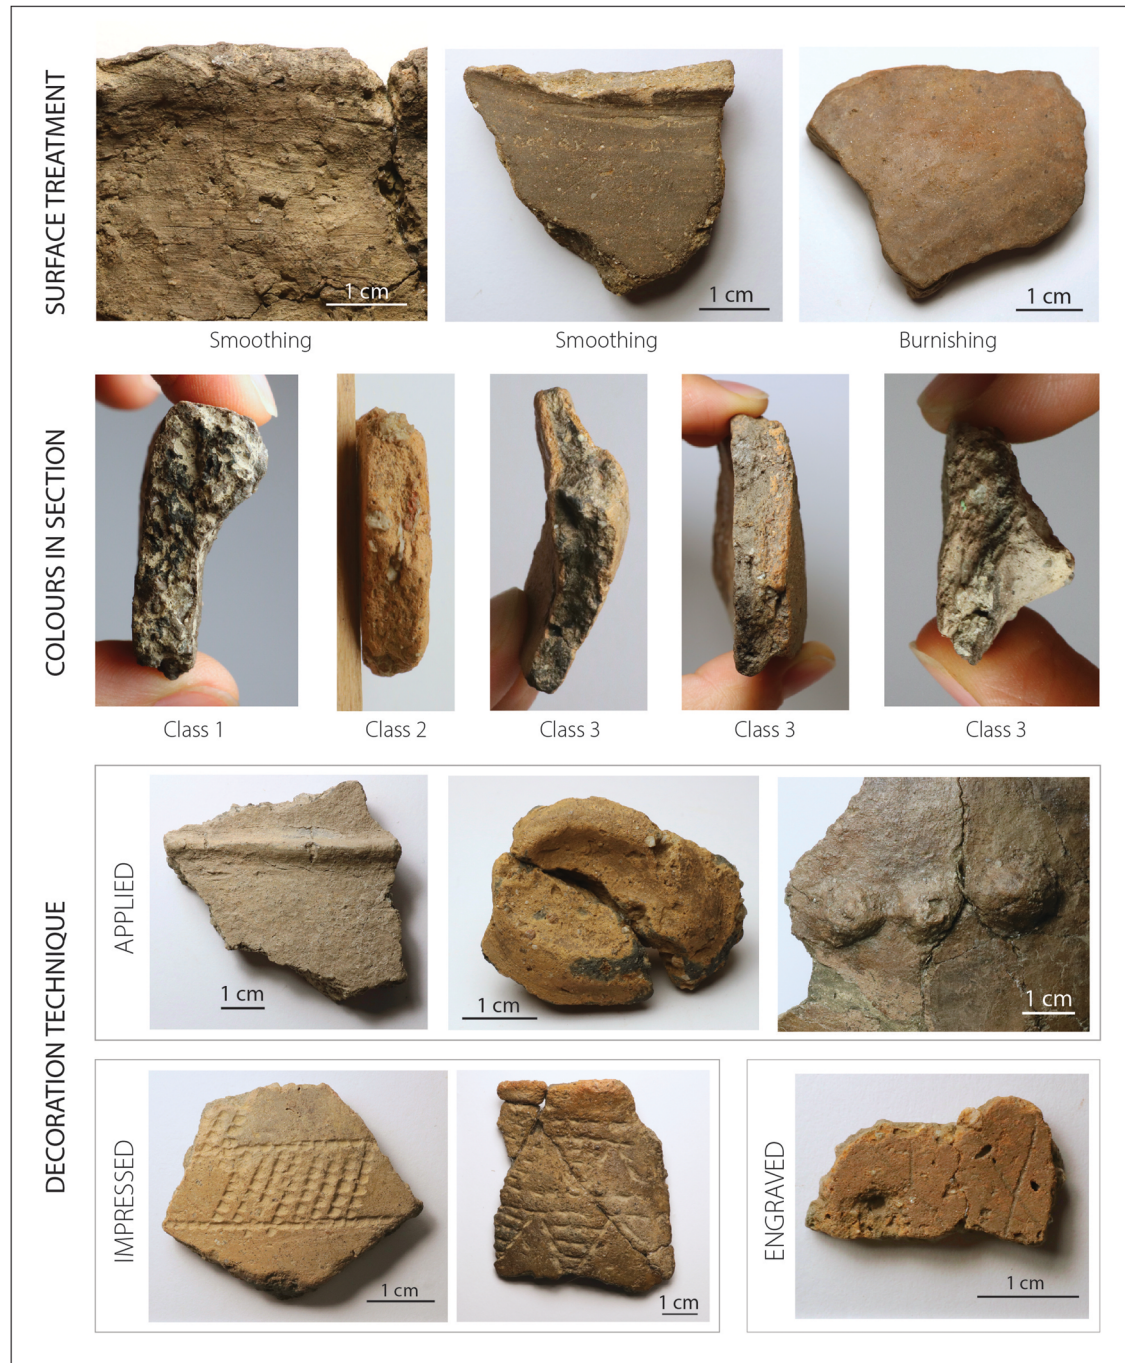 SURFACE TREATMENT
1 cm
1 cm
1 cm
Smoothing
Smoothing
Burnishing
COLOURS IN SECTION
Class 1
Class 2
Class 3
Class 3
Class 3
DECORATION TECHNIQUE
APPLIED
1 cm
1 cm
1 cm
IMPRESSED
1 cm
1 cm
ENGRAVED
1 cm